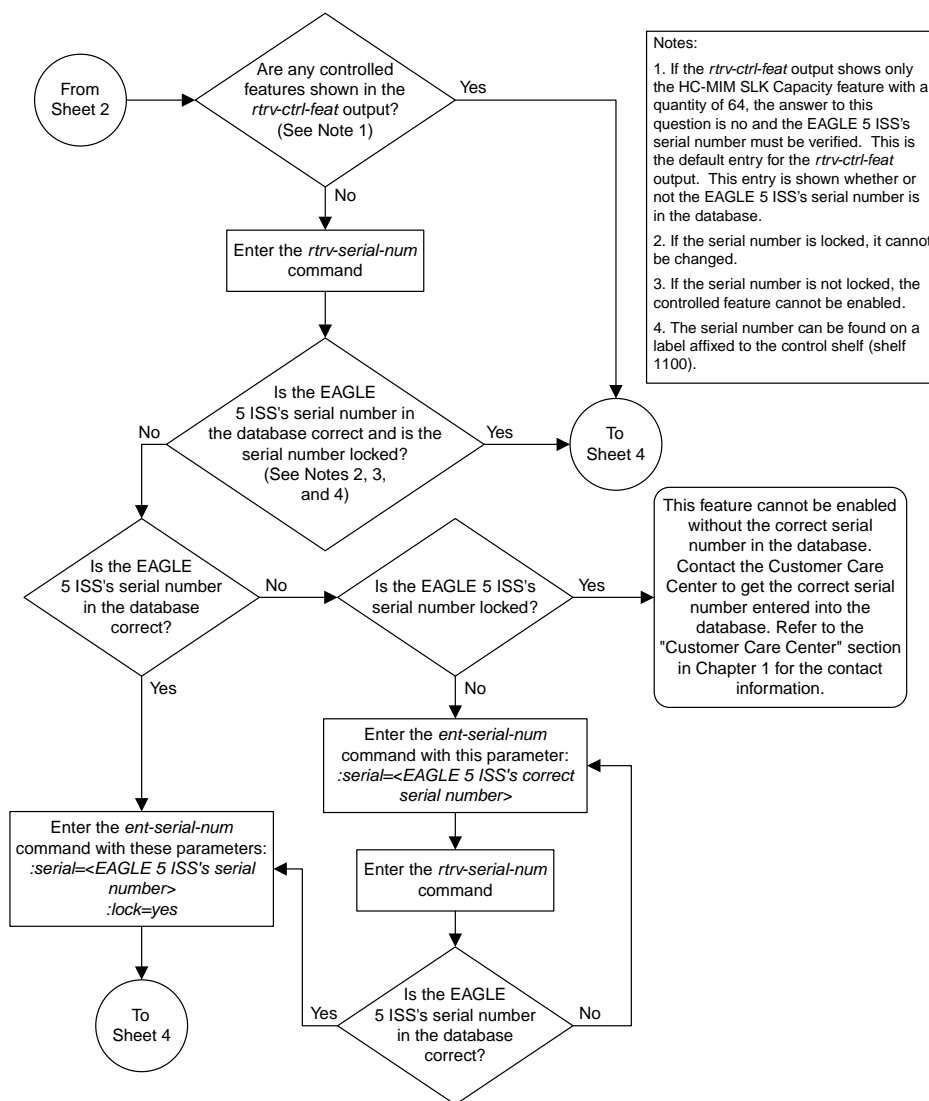 From
Sheet 2
Are any controlled
features shown in the
rtrv-ctrl-feat output?
(See Note 1)
Yes
No
Notes:
1. If the rtrv-ctrl-feat output shows only
the HC-MIM SLK Capacity feature with a
quantity of 64, the answer to this
question is no and the EAGLE 5 ISS's
serial number must be verified. This is
the default entry for the rtrv-ctrl-feat
output. This entry is shown whether or
not the EAGLE 5 ISS's serial number is
in the database.
2. If the serial number is locked, it cannot
be changed.
3. If the serial number is not locked, the
controlled feature cannot be enabled.
4. The serial number can be found on a
label affixed to the control shelf (shelf
1100).
Enter the rtrv-serial-num
command
Is the EAGLE
5 ISS's serial number in
the database correct and is the
serial number locked?
(See Notes 2, 3,
and 4)
No
Yes
To
Sheet 4
Is the EAGLE
5 ISS's serial number
in the database
correct?
No
Yes
Is the EAGLE 5 ISS's
serial number locked?
Yes
No
This feature cannot be enabled
without the correct serial
number in the database.
Contact the Customer Care
Center to get the correct serial
number entered into the
database. Refer to the
"Customer Care Center" section
in Chapter 1 for the contact
information.
Enter the ent-serial-num
command with this parameter:
:serial=<EAGLE 5 ISS's correct
serial number>
Enter the rtrv-serial-num
command
Enter the ent-serial-num
command with these parameters:
:serial=<EAGLE 5 ISS's serial
number>
:lock=yes
To
Sheet 4
Is the EAGLE
5 ISS's serial number
in the database
correct?
Yes
No